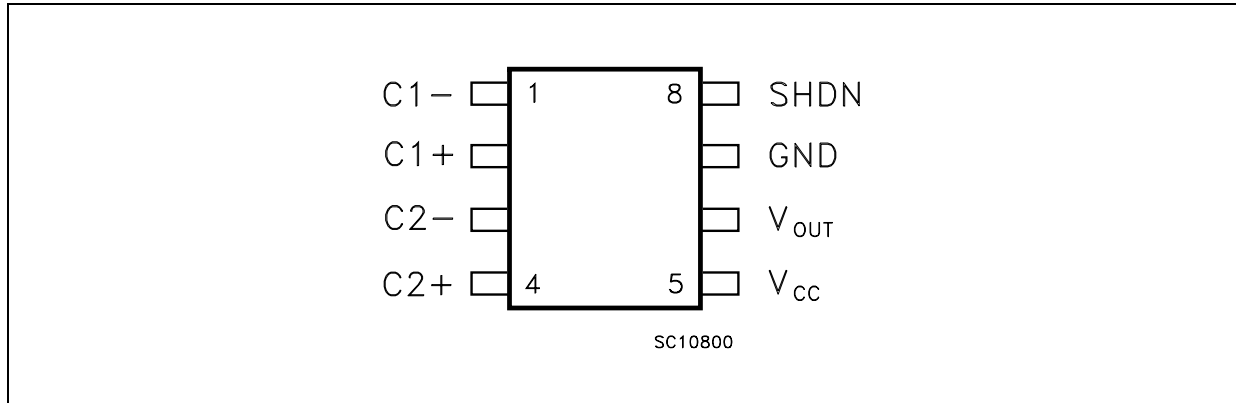 C1− 1 8 SHDN
C1+ GND
C2− VOUT
C2+ 4 5 VCC
SC10800